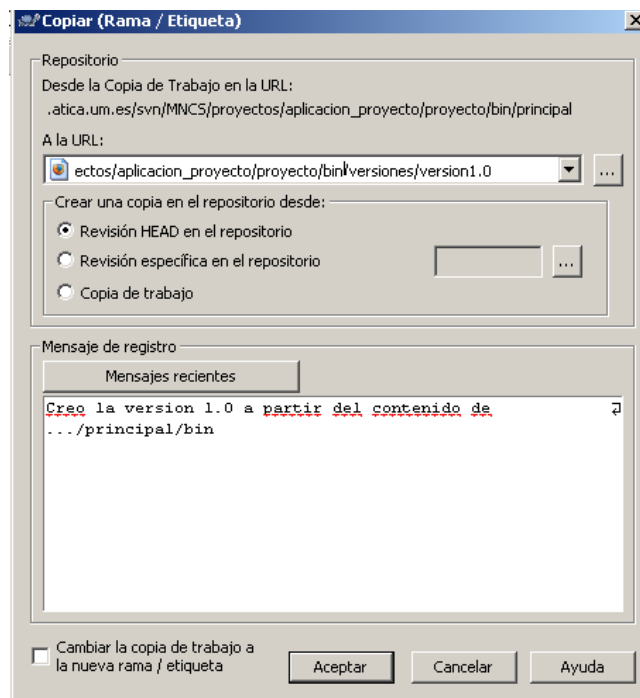 Copiar (Rama / Etiqueta)
Repositorio
Desde la Copia de Trabajo en la URL:
.atica.um.es/svn/MNCS/proyectos/aplicacion_proyecto/proyecto/bin/principal
A la URL:
ectos/aplicacion_proyecto/proyecto/bin/versiones/version1.0
...
Crear una copia en el repositorio desde:
Revisión HEAD en el repositorio
Revisión específica en el repositorio
...
Copia de trabajo
Mensaje de registro
Mensajes recientes
Creo la version 1.0 a partir del contenido de
.../principal/bin
Cambiar la copia de trabajo a
la nueva rama / etiqueta
Aceptar
Cancelar
Ayuda